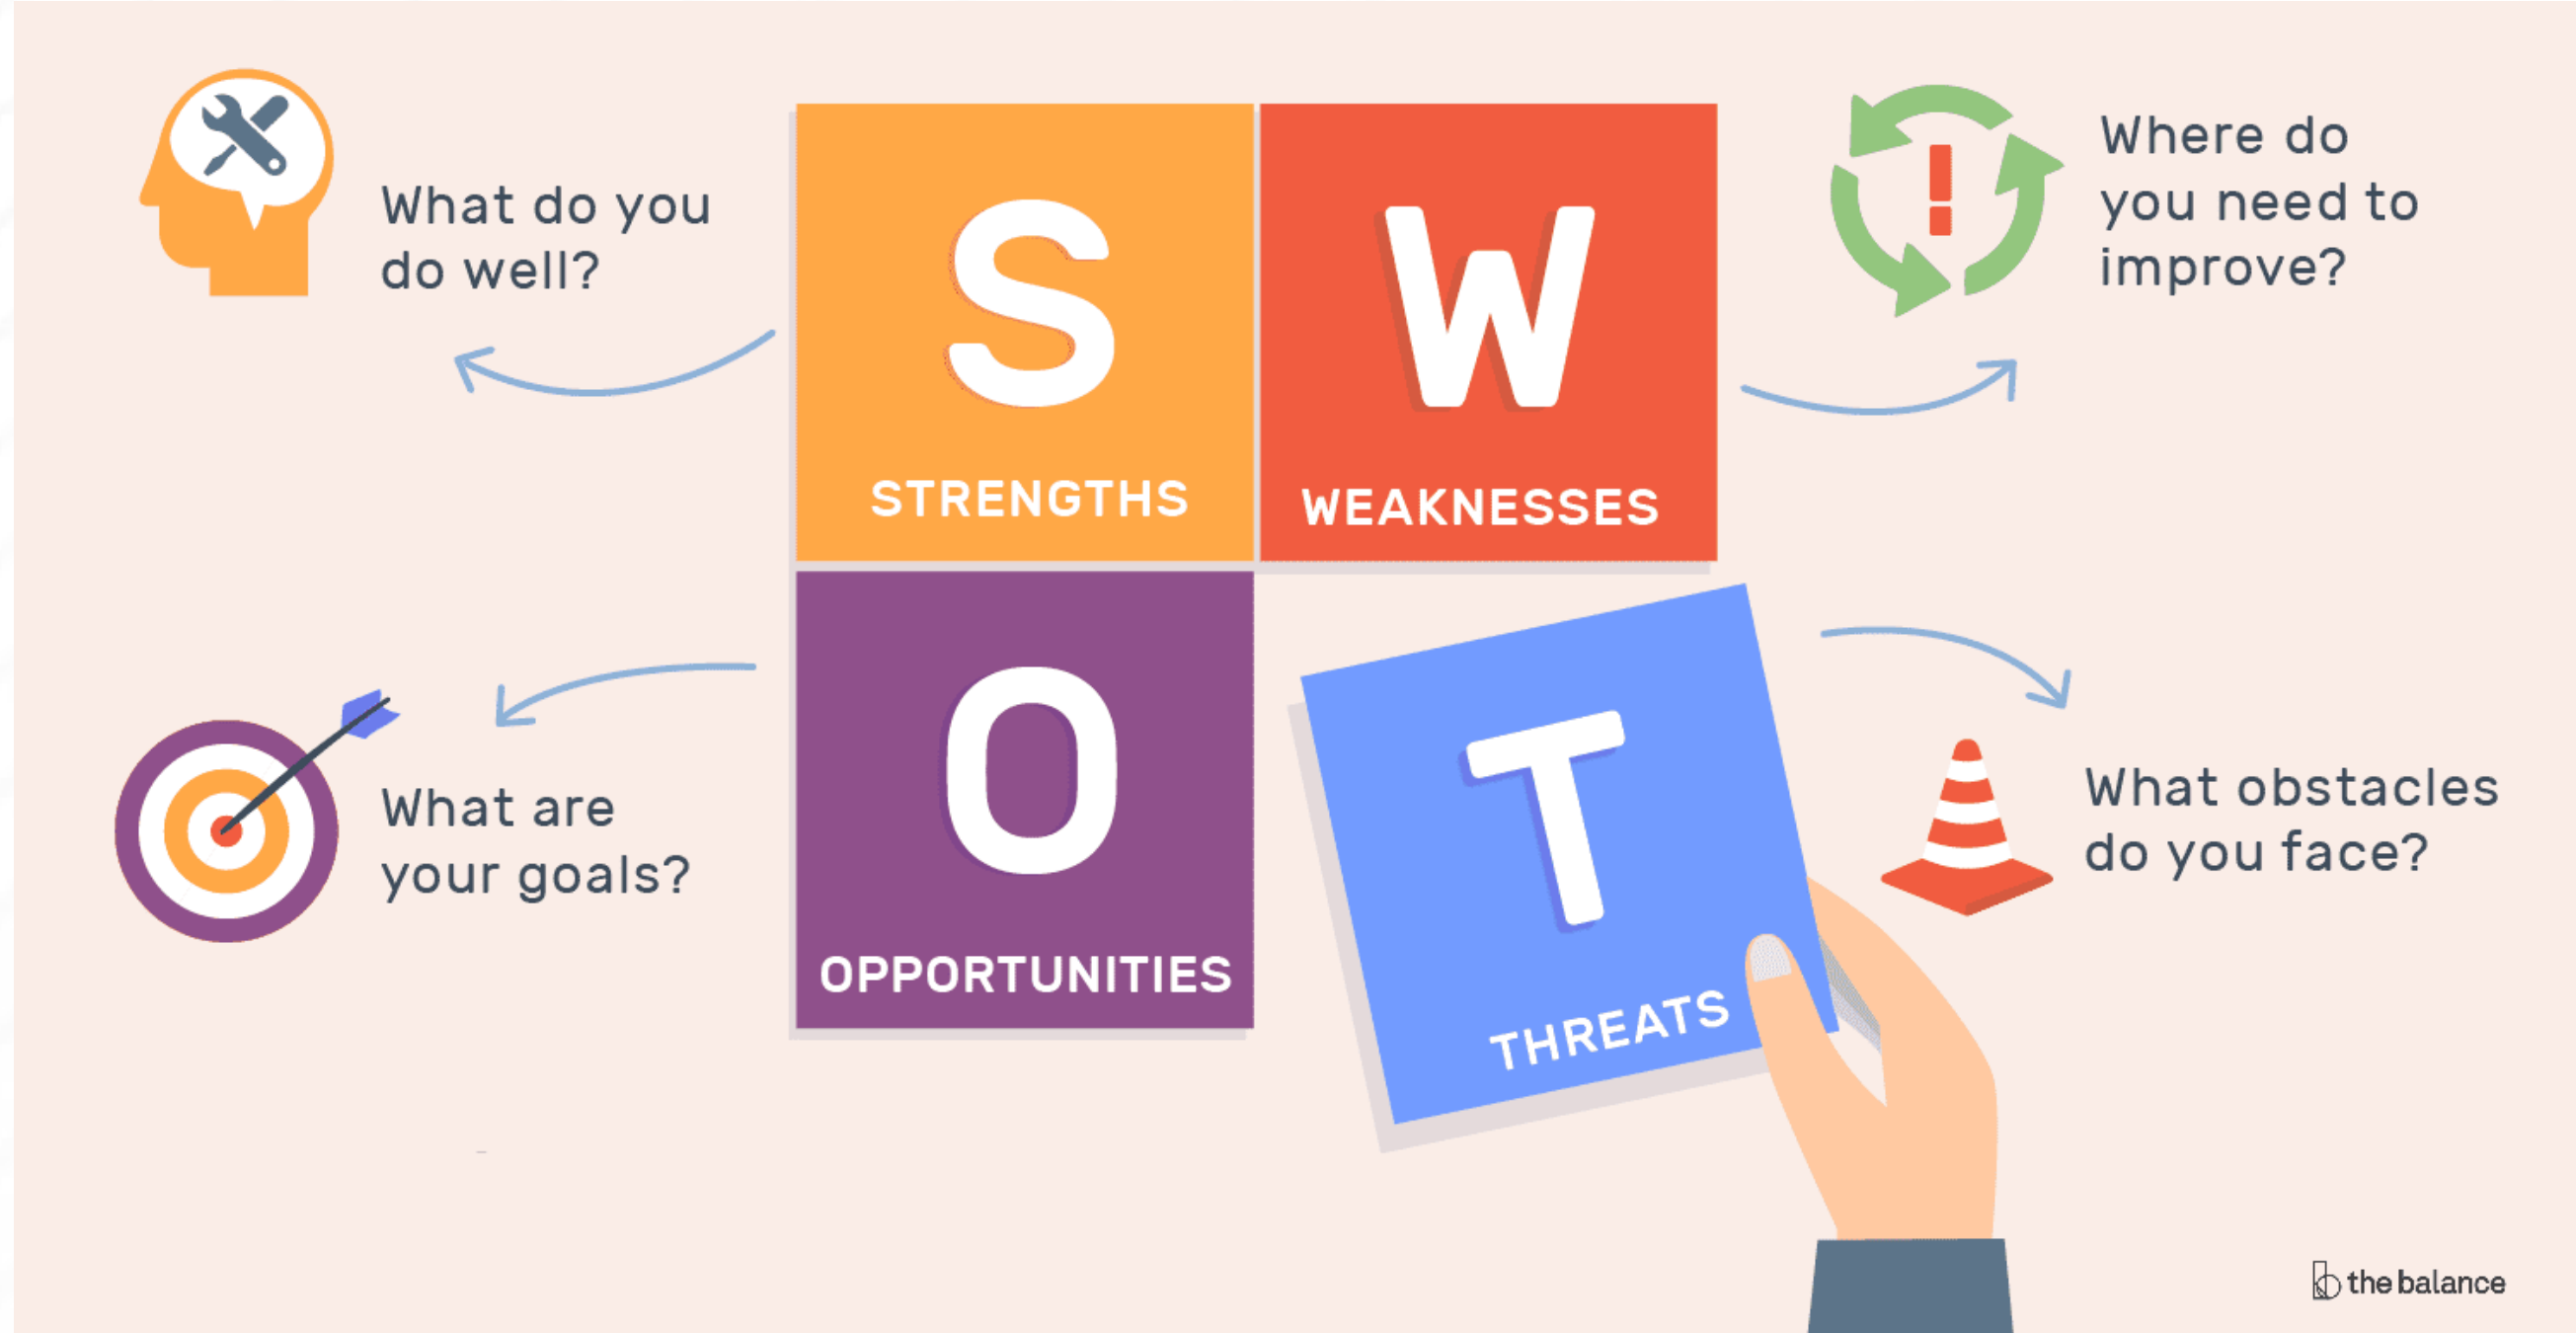 What do you
do well?
S
STRENGTHS
W
WEAKNESSES
Where do
you need to
improve?
What are
your goals?
O
OPPORTUNITIES
T
THREATS
What obstacles
do you face?
the balance